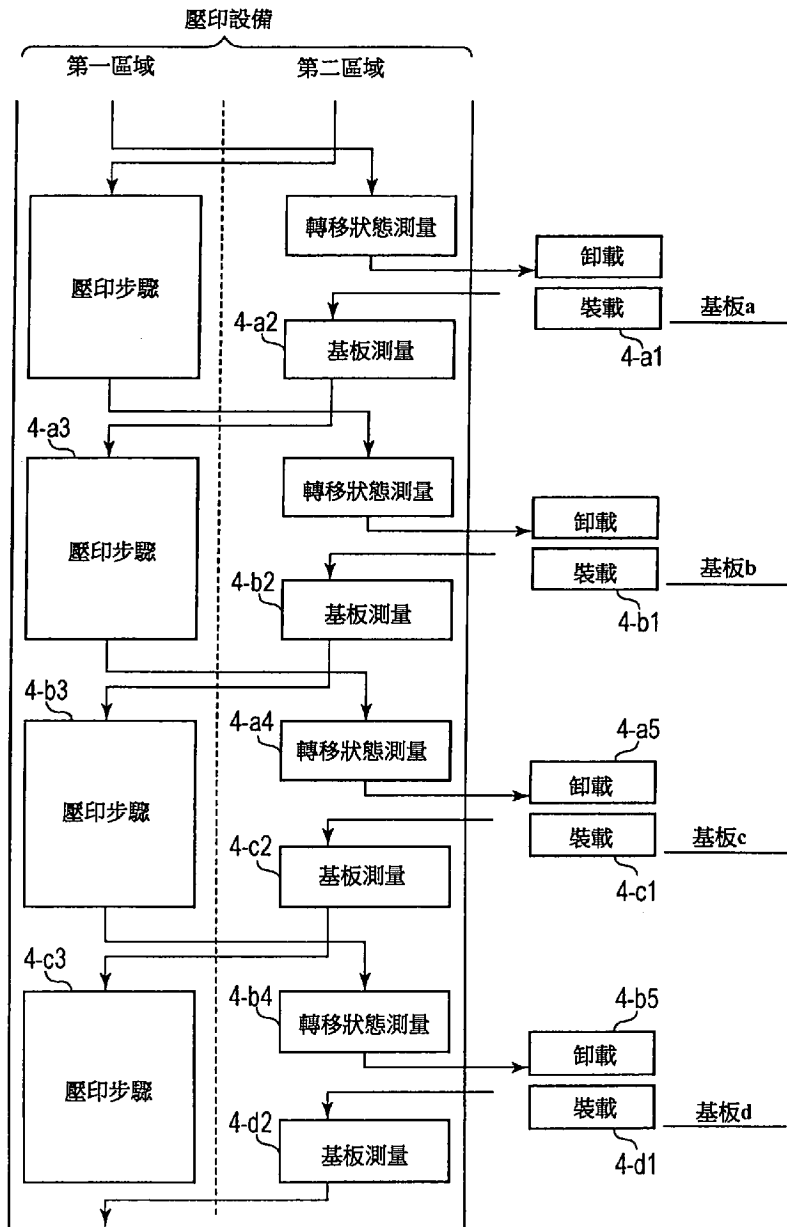 壓印設備
第一區域
第二區域
壓印步驟
轉移狀態測量
卸載
裝載
基板a
4-a1
4-a2
基板測量
4-a3
壓印步驟
轉移狀態測量
卸載
裝載
基板b
4-b1
4-b2
基板測量
4-b3
壓印步驟
4-a4
轉移狀態測量
4-a5
卸載
裝載
基板c
4-c1
4-c2
基板測量
4-c3
壓印步驟
4-b4
轉移狀態測量
4-b5
卸載
裝載
基板d
4-d1
4-d2
基板測量